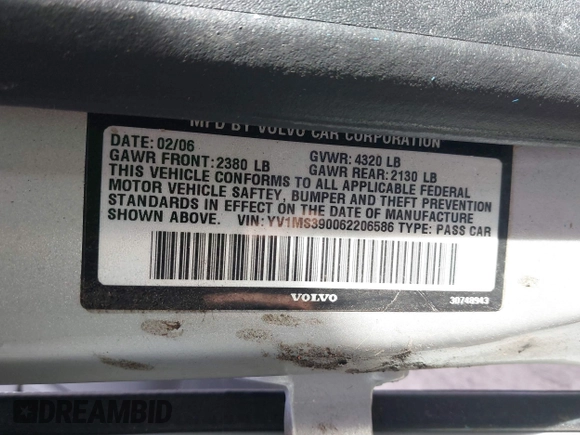 MFD BY VOLVO CAR CORPORATION
DATE: 02/06 GVWR: 4320 LB
GAWR FRONT: 2380 LB GAWR REAR: 2130 LB
THIS VEHICLE CONFORMS TO ALL APPLICABLE FEDERAL
MOTOR VEHICLE SAFTEY, BUMPER AND THEFT PREVENTION
STANDARDS IN EFFECT ON THE DATE OF MANUFACTURE
SHOWN ABOVE. VIN: YV1MS390062206586 TYPE: PASS CAR
VOLVO 30748943
DREAMBID